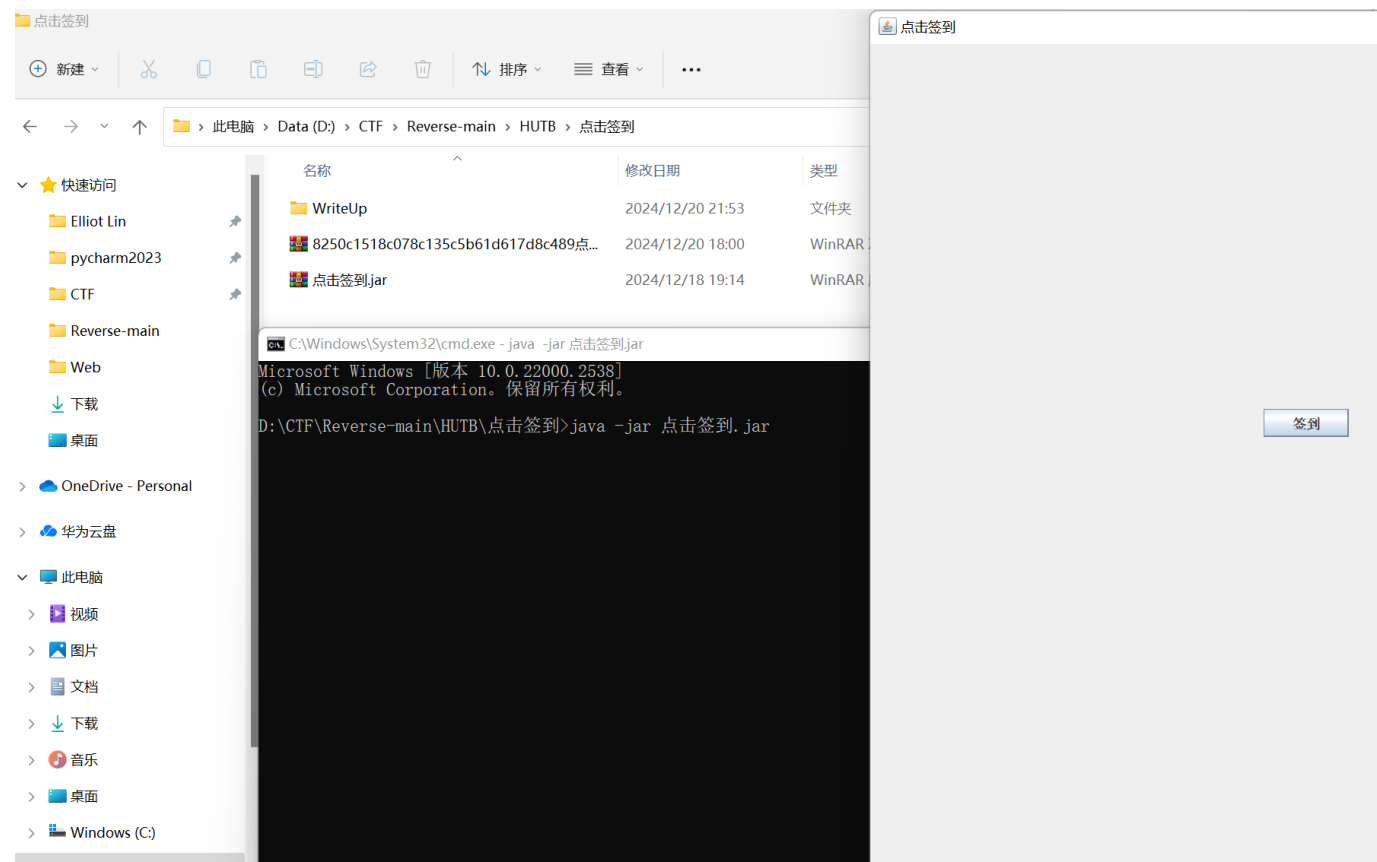 点击签到
点击签到
新建
排序
查看
此电脑 > Data (D:) > CTF > Reverse-main > HUTB > 点击签到
名称
修改日期
类型
快速访问
Elliot Lin
pycharm2023
CTF
Reverse-main
Web
下载
桌面
OneDrive - Personal
华为云盘
此电脑
视频
图片
文档
下载
音乐
桌面
Windows (C:)
WriteUp 2024/12/20 21:53 文件夹
8250c1518c078c135c5b61d617d8c489点... 2024/12/20 18:00 WinRAR
点击签到.jar 2024/12/18 19:14 WinRAR
C:\Windows\System32\cmd.exe - java -jar 点击签到.jar
Microsoft Windows [版本 10.0.22000.2538]
(c) Microsoft Corporation。保留所有权利。
D:\CTF\Reverse-main\HUTB\点击签到>java -jar 点击签到.jar
签到